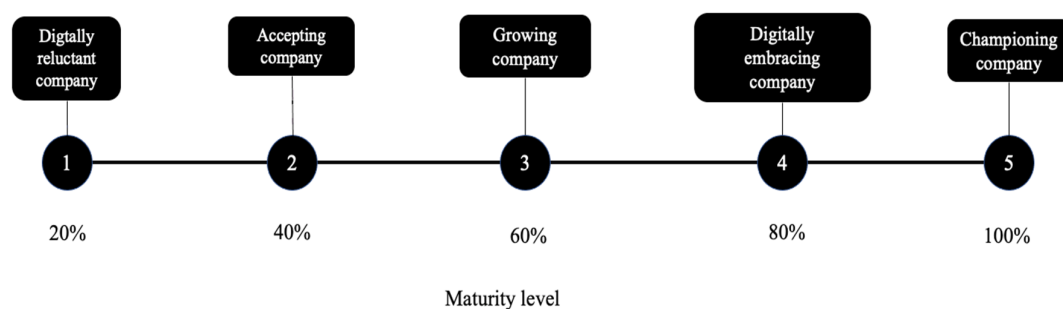 Digtally
reluctant
company
Accepting
company
Growing
company
Digitally
embracing
company
Championing
company
1
2
3
4
5
20%
40%
60%
80%
100%
Maturity level